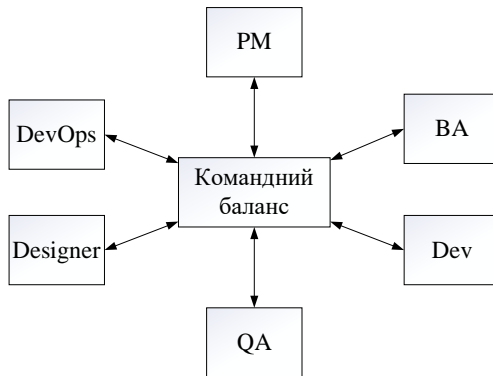 PM
DevOps
BA
Командний
баланс
Designer
Dev
QA